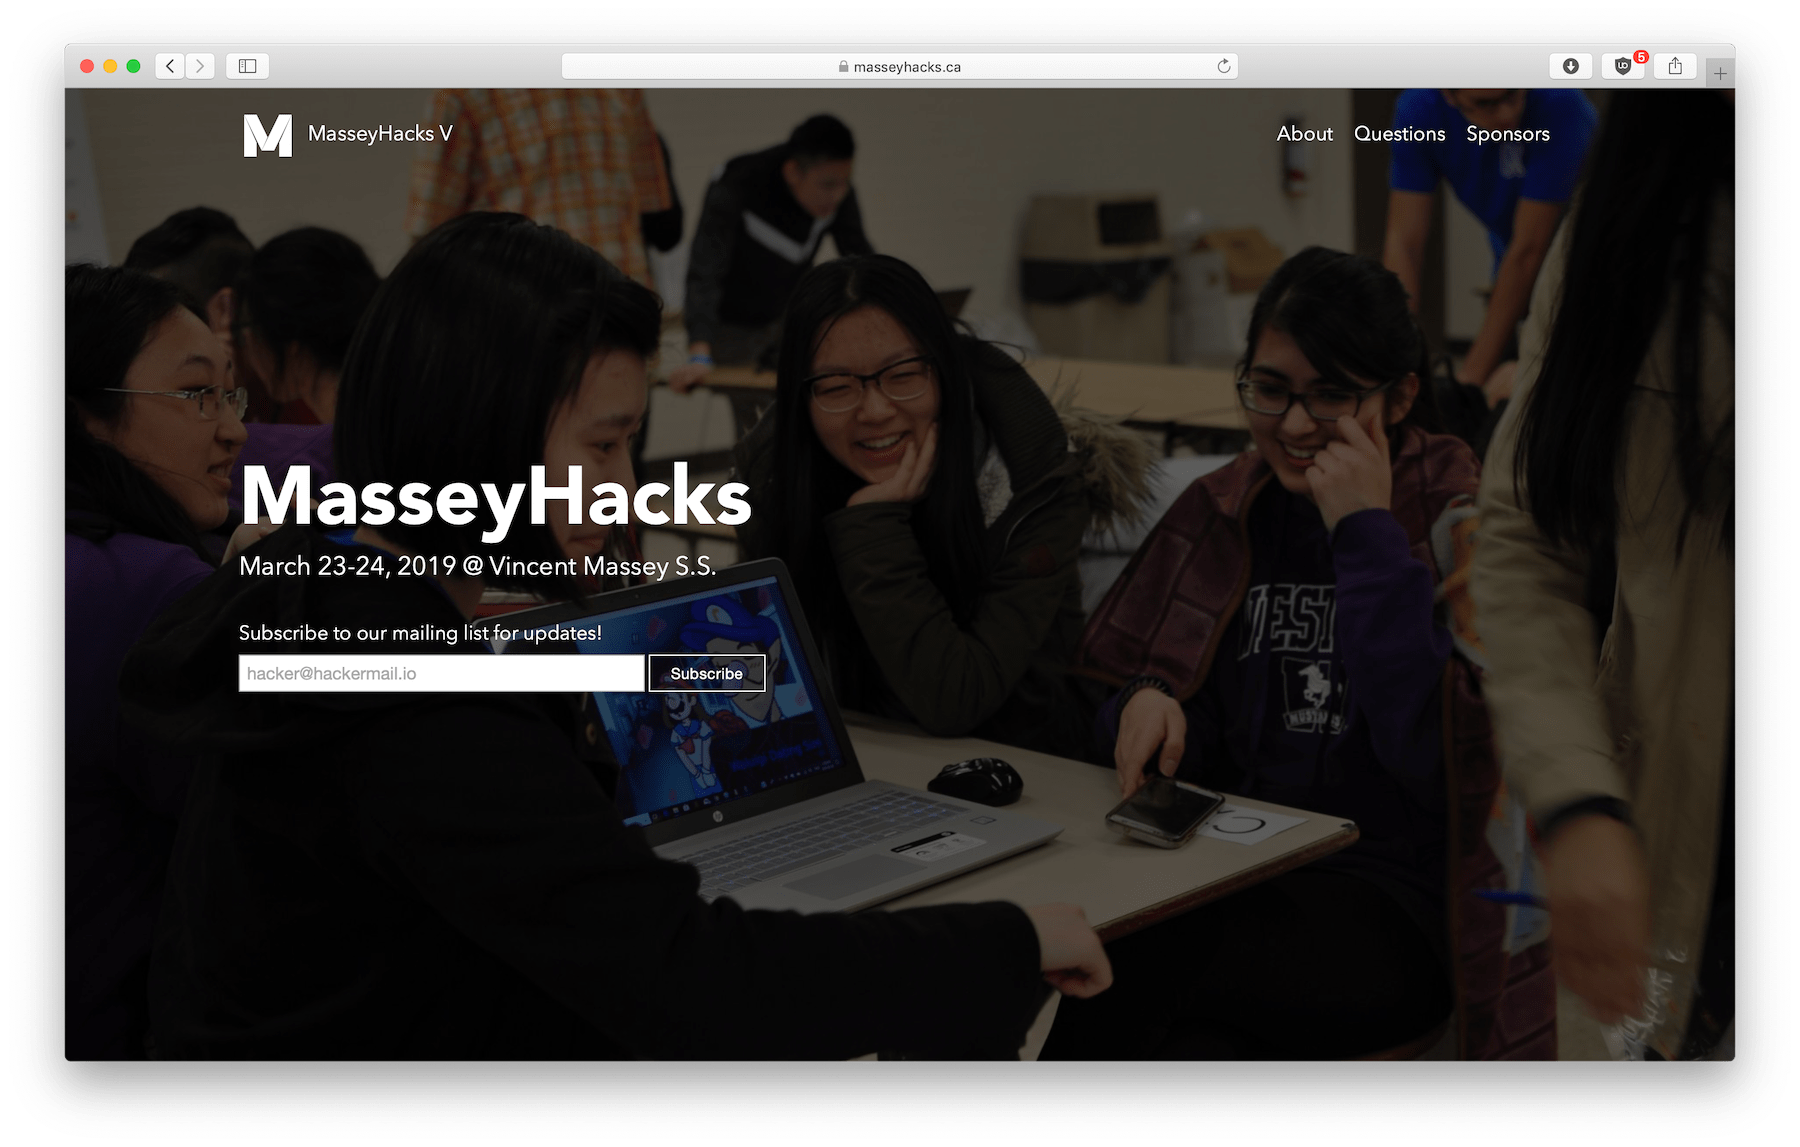 masseyhacks.ca
5
MasseyHacks V
About Questions Sponsors
MasseyHacks
March 23-24, 2019 @ Vincent Massey S.S.
Subscribe to our mailing list for updates!
hacker@hackermail.io
Subscribe
WEST